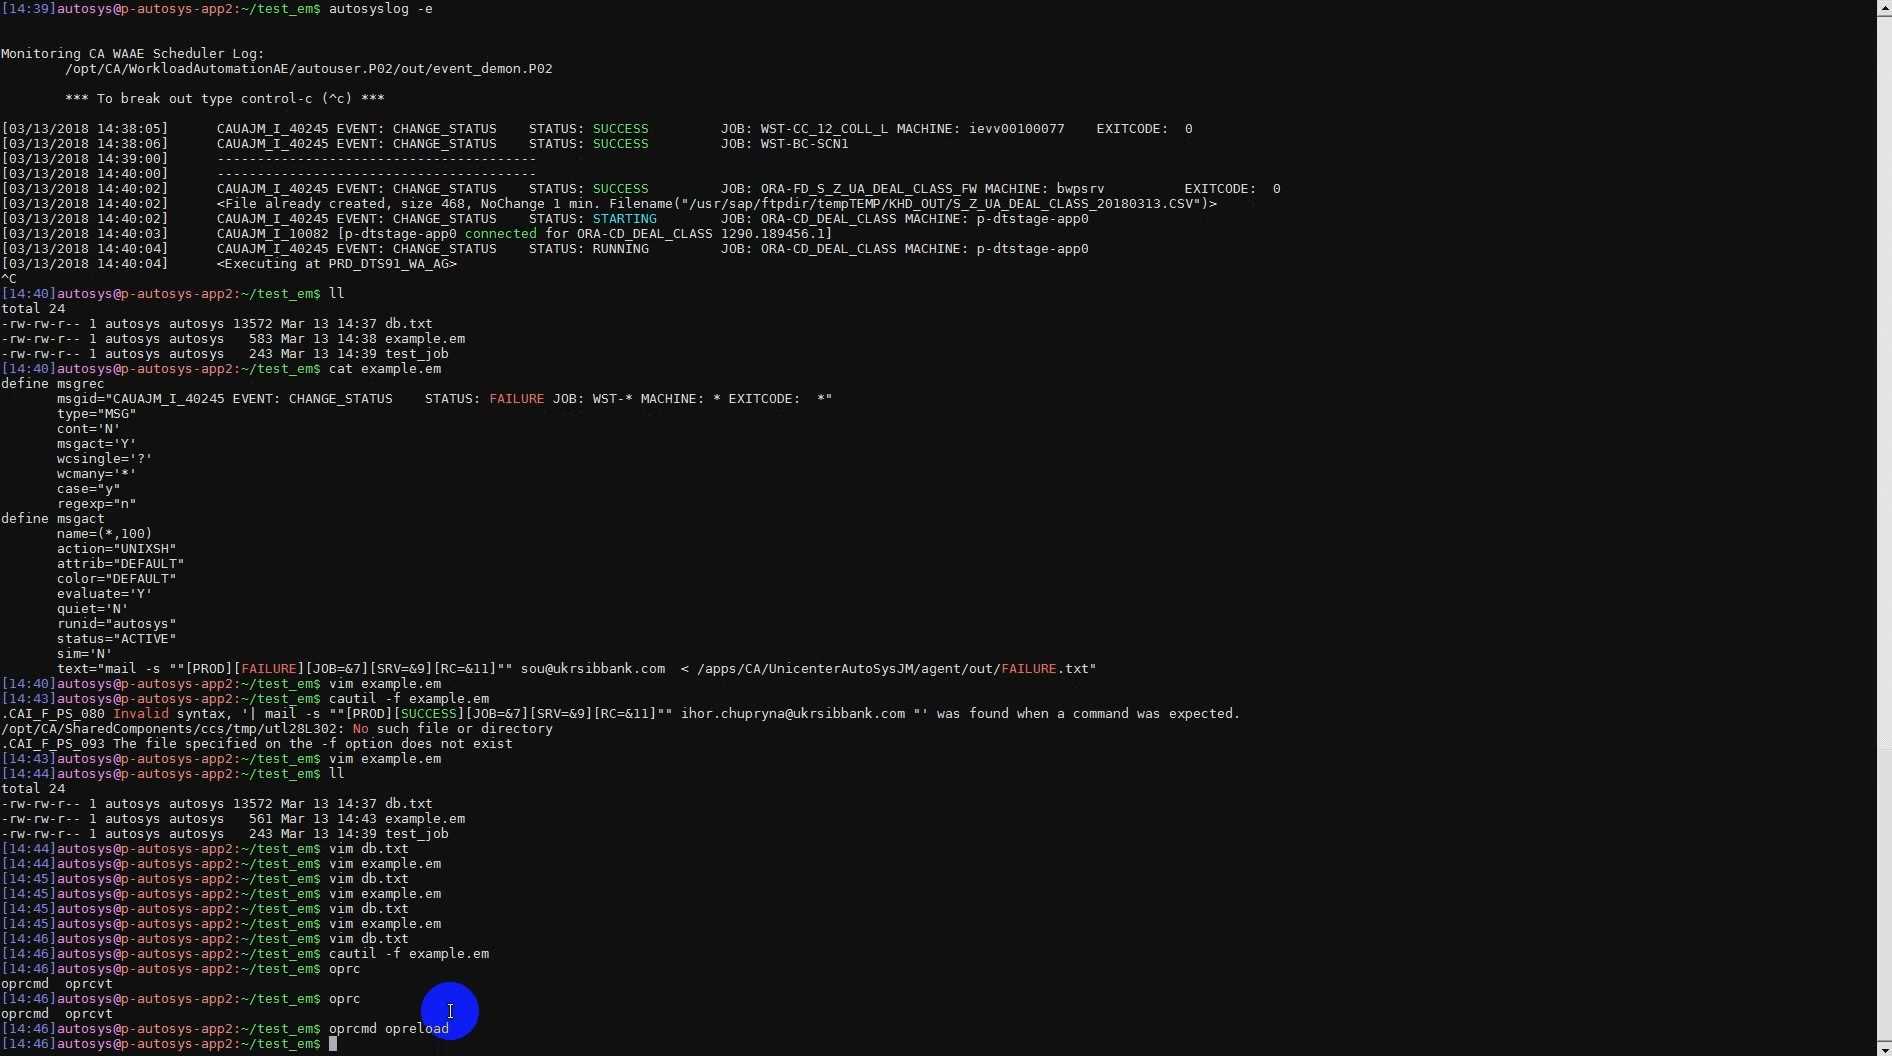 [14:39]autosys@p-autosys-app2:~/test_em$ autosyslog -e
Monitoring CA WAAE Scheduler Log:
        /opt/CA/WorkloadAutomationAE/autouser.P02/out/event_demon.P02
        *** To break out type control-c (^c) ***
[03/13/2018 14:38:05]      CAUAJM_I_40245 EVENT: CHANGE_STATUS    STATUS: SUCCESS         JOB: WST-CC_12_COLL_L MACHINE: ievv00100077    EXITCODE:  0
[03/13/2018 14:38:06]      CAUAJM_I_40245 EVENT: CHANGE_STATUS    STATUS: SUCCESS         JOB: WST-BC-SCN1
[03/13/2018 14:39:00]      ----------------------------------------
[03/13/2018 14:40:00]      ----------------------------------------
[03/13/2018 14:40:02]      CAUAJM_I_40245 EVENT: CHANGE_STATUS    STATUS: SUCCESS         JOB: ORA-FD_S_Z_UA_DEAL_CLASS_FW MACHINE: bwpsrv          EXITCODE:  0
[03/13/2018 14:40:02]      <File already created, size 468, NoChange 1 min. Filename("/usr/sap/ftpdir/tempTEMP/KHD_OUT/S_Z_UA_DEAL_CLASS_20180313.CSV")>
[03/13/2018 14:40:02]      CAUAJM_I_40245 EVENT: CHANGE_STATUS    STATUS: STARTING        JOB: ORA-CD_DEAL_CLASS MACHINE: p-dtstage-app0
[03/13/2018 14:40:03]      CAUAJM_I_10082 [p-dtstage-app0 connected for ORA-CD_DEAL_CLASS 1290.189456.1]
[03/13/2018 14:40:04]      CAUAJM_I_40245 EVENT: CHANGE_STATUS    STATUS: RUNNING         JOB: ORA-CD_DEAL_CLASS MACHINE: p-dtstage-app0
[03/13/2018 14:40:04]      <Executing at PRD_DTS91_WA_AG>
^C
[14:40]autosys@p-autosys-app2:~/test_em$ ll
total 24
-rw-rw-r-- 1 autosys autosys 13572 Mar 13 14:37 db.txt
-rw-rw-r-- 1 autosys autosys   583 Mar 13 14:38 example.em
-rw-rw-r-- 1 autosys autosys   243 Mar 13 14:39 test_job
[14:40]autosys@p-autosys-app2:~/test_em$ cat example.em
define msgrec
       msgid="CAUAJM_I_40245 EVENT: CHANGE_STATUS    STATUS: FAILURE JOB: WST-* MACHINE: * EXITCODE:  *"
       type="MSG"
       cont='N'
       msgact='Y'
       wcsingle='?'
       wcmany='*'
       case="y"
       regexp="n"
define msgact
       name=(*,100)
       action="UNIXSH"
       attrib="DEFAULT"
       color="DEFAULT"
       evaluate='Y'
       quiet='N'
       runid="autosys"
       status="ACTIVE"
       sim='N'
       text="mail -s ""[PROD][FAILURE][JOB=&7][SRV=&9][RC=&11]"" sou@ukrsibbank.com  < /apps/CA/UnicenterAutoSysJM/agent/out/FAILURE.txt"
[14:40]autosys@p-autosys-app2:~/test_em$ vim example.em
[14:43]autosys@p-autosys-app2:~/test_em$ cautil -f example.em
.CAI_F_PS_080 Invalid syntax, '| mail -s ""[PROD][SUCCESS][JOB=&7][SRV=&9][RC=&11]"" ihor.chupryna@ukrsibbank.com "' was found when a command was expected.
/opt/CA/SharedComponents/ccs/tmp/utl28L302: No such file or directory
.CAI_F_PS_093 The file specified on the -f option does not exist
[14:43]autosys@p-autosys-app2:~/test_em$ vim example.em
[14:44]autosys@p-autosys-app2:~/test_em$ ll
total 24
-rw-rw-r-- 1 autosys autosys 13572 Mar 13 14:37 db.txt
-rw-rw-r-- 1 autosys autosys   561 Mar 13 14:43 example.em
-rw-rw-r-- 1 autosys autosys   243 Mar 13 14:39 test_job
[14:44]autosys@p-autosys-app2:~/test_em$ vim db.txt
[14:44]autosys@p-autosys-app2:~/test_em$ vim example.em
[14:45]autosys@p-autosys-app2:~/test_em$ vim db.txt
[14:45]autosys@p-autosys-app2:~/test_em$ vim example.em
[14:45]autosys@p-autosys-app2:~/test_em$ vim db.txt
[14:45]autosys@p-autosys-app2:~/test_em$ vim example.em
[14:46]autosys@p-autosys-app2:~/test_em$ vim db.txt
[14:46]autosys@p-autosys-app2:~/test_em$ cautil -f example.em
[14:46]autosys@p-autosys-app2:~/test_em$ oprc
oprcmd  oprcvt
[14:46]autosys@p-autosys-app2:~/test_em$ oprc
oprcmd  oprcvt
[14:46]autosys@p-autosys-app2:~/test_em$ oprcmd opreload
[14:46]autosys@p-autosys-app2:~/test_em$